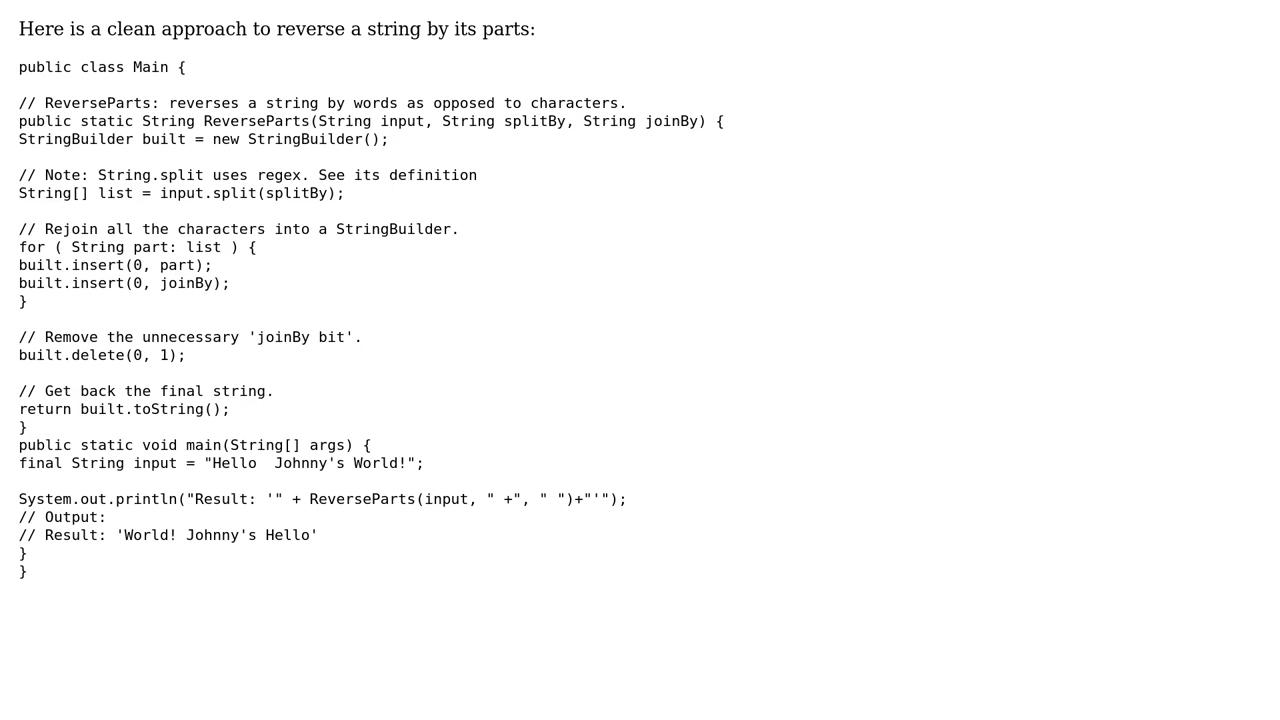 Here is a clean approach to reverse a string by its parts:
public class Main {
// ReverseParts: reverses a string by words as opposed to characters.
public static String ReverseParts(String input, String splitBy, String joinBy) {
StringBuilder built = new StringBuilder();
// Note: String.split uses regex. See its definition
String[] list = input.split(splitBy);
// Rejoin all the characters into a StringBuilder.
for ( String part: list ) {
built.insert(0, part);
built.insert(0, joinBy);
}
// Remove the unnecessary 'joinBy bit'.
built.delete(0, 1);
// Get back the final string.
return built.toString();
}
public static void main(String[] args) {
final String input = "Hello  Johnny's World!";
System.out.println("Result: '" + ReverseParts(input, " +", " ")+"'");
// Output:
// Result: 'World! Johnny's Hello'
}
}